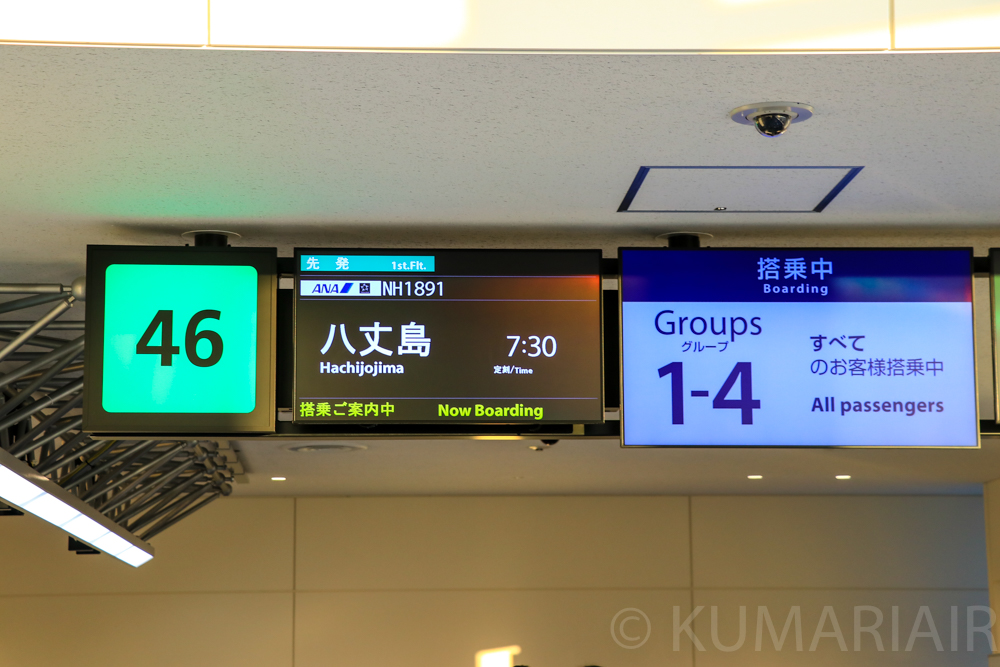 46
先 発 1st.Flt.
ANA NH1891
八丈島 7:30
Hachijojima 定刻/Time
搭乗ご案内中 Now Boarding
搭乗中
Boarding
Groups
グループ
1-4
すべて
のお客様搭乗中
All passengers
© KUMARIAIR